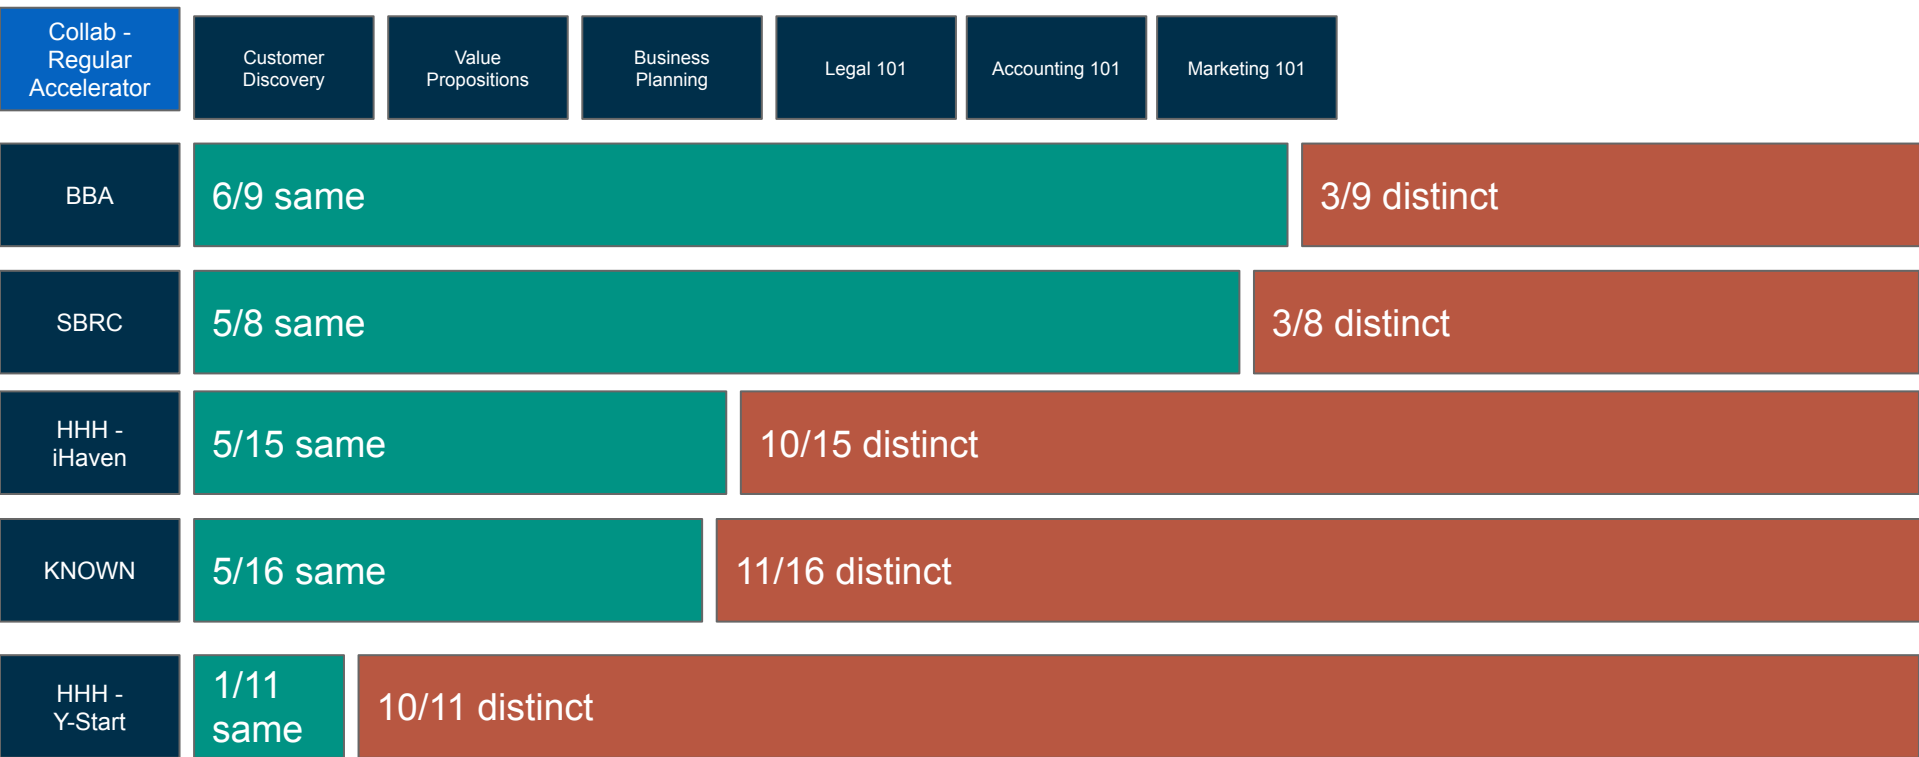 Collab -
Regular
Accelerator
Customer
Discovery
Value
Propositions
Business
Planning
Legal 101
Accounting 101
Marketing 101
BBA
6/9 same
3/9 distinct
SBRC
5/8 same
3/8 distinct
HHH -
iHaven
5/15 same
10/15 distinct
KNOWN
5/16 same
11/16 distinct
HHH -
Y-Start
1/11
same
10/11 distinct